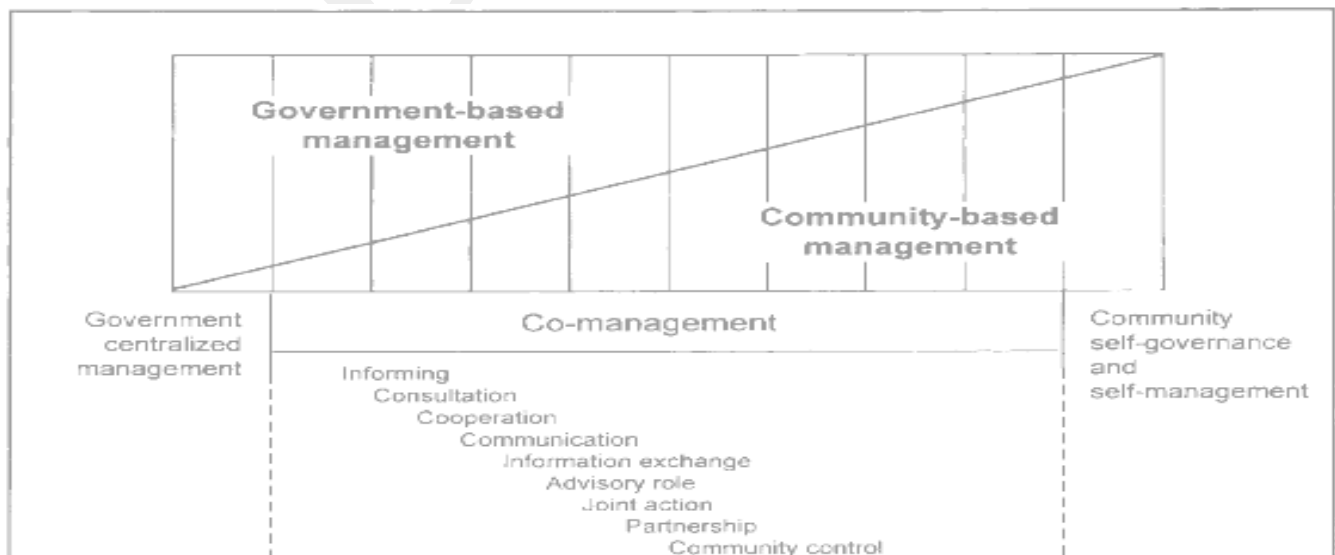 Government-based
management
Community-based
management
Government
centralized
management
Co-management
Community
self-governance
and
self-management
Informing
Consultation
Cooperation
Communication
Information exchange
Advisory role
Joint action
Partnership
Community control